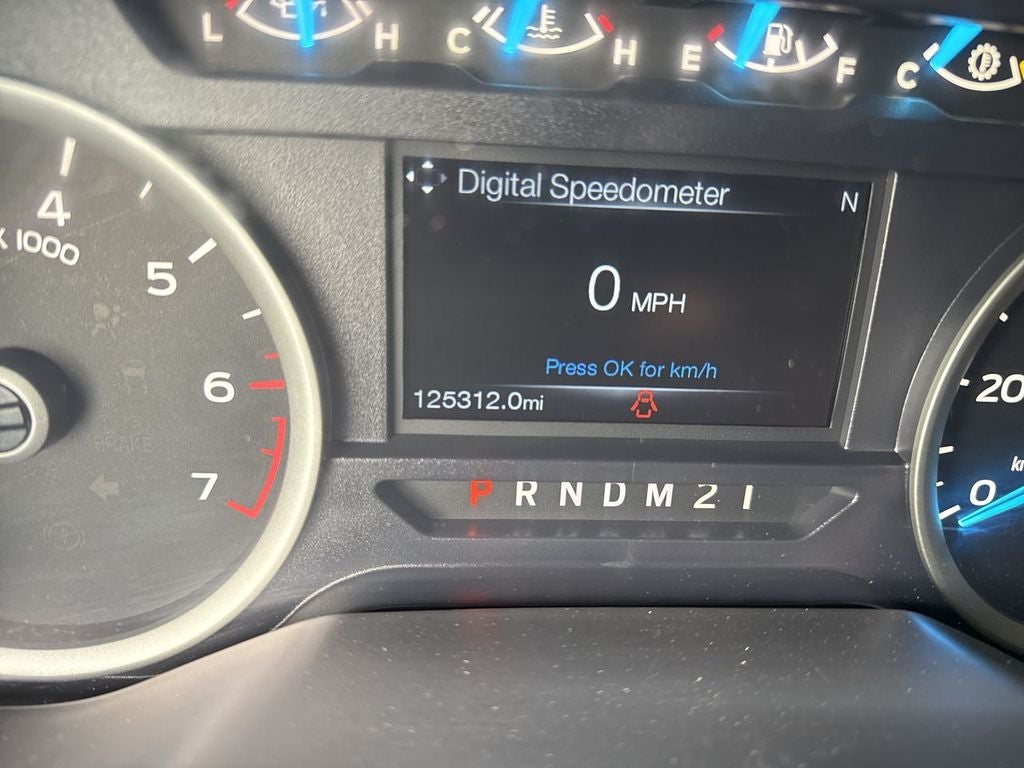 L H C H E F C
4
X 1000
5
6
7
Digital Speedometer N
0 MPH
Press OK for km/h
125312.0mi
P R N D M 2 1
20
0